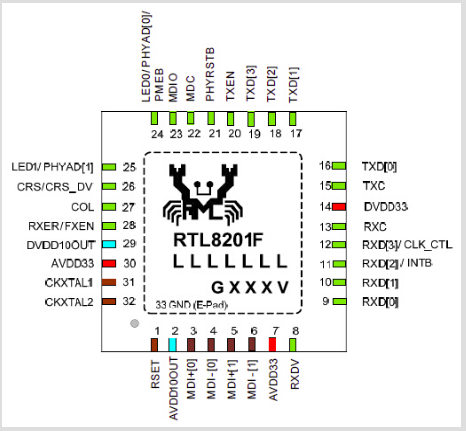 LED0/PHYAD[0]/
PMEB
MDIO
MDC
PHYRSTB
TXEN
TXD[3]
TXD[2]
TXD[1]
24 23 22 21 20 19 18 17
LED1/ PHYAD[1] 25
CRS/CRS_DV 26
COL 27
RXER/FXEN 28
DVDD10OUT 29
AVDD33 30
CKXTAL1 31
CKXTAL2 32
RTL8201F
LLLLLLL
GXXXV
33 GND (E-Pad)
16 TXD[0]
15 TXC
14 DVDD33
13 RXC
12 RXD[3]/ CLK_CTL
11 RXD[2]/ INTB
10 RXD[1]
9 RXD[0]
1 2 3 4 5 6 7 8
RSET
AVDD10OUT
MDI+[0]
MDI-[0]
MDI+[1]
MDI-[1]
AVDD33
RXDV